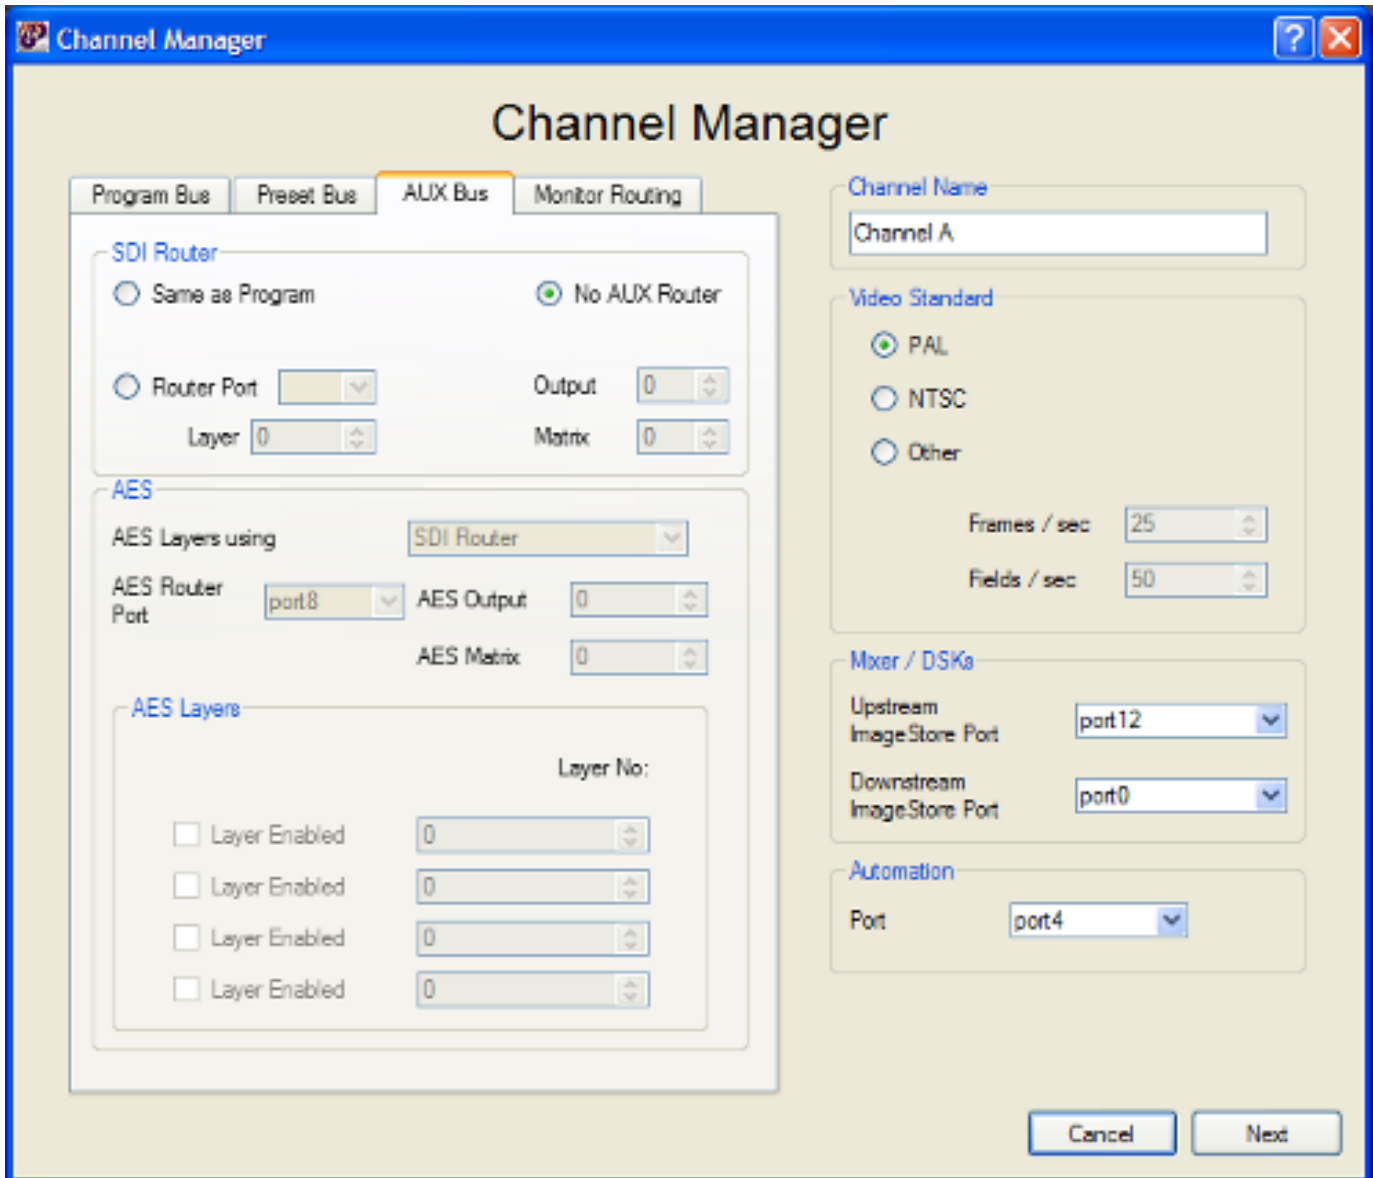 Channel Manager
Channel Manager
Program Bus
Preset Bus
AUX Bus
Monitor Routing
SDI Router
Same as Program
No AUX Router
Router Port
Output 0
Layer 0
Matrix 0
AES
AES Layers using SDI Router
AES Router
Port
port8
AES Output 0
AES Matrix 0
AES Layers
Layer No:
Layer Enabled 0
Layer Enabled 0
Layer Enabled 0
Layer Enabled 0
Channel Name
Channel A
Video Standard
PAL
NTSC
Other
Frames / sec 25
Fields / sec 50
Mixer / DSKs
Upstream
ImageStore Port
port12
Downstream
ImageStore Port
port0
Automation
Port port4
Cancel
Next